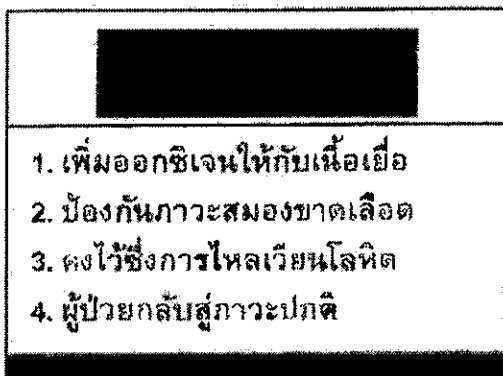 1. เพิ่มออกซิเจนให้กับเนื้อเยื่อ
2. ป้องกันภาวะสมองขาดเลือด
3. คงไว้ซึ่งการไหลเวียนโลหิต
4. ผู้ป่วยกลับสู่ภาวะปกติ